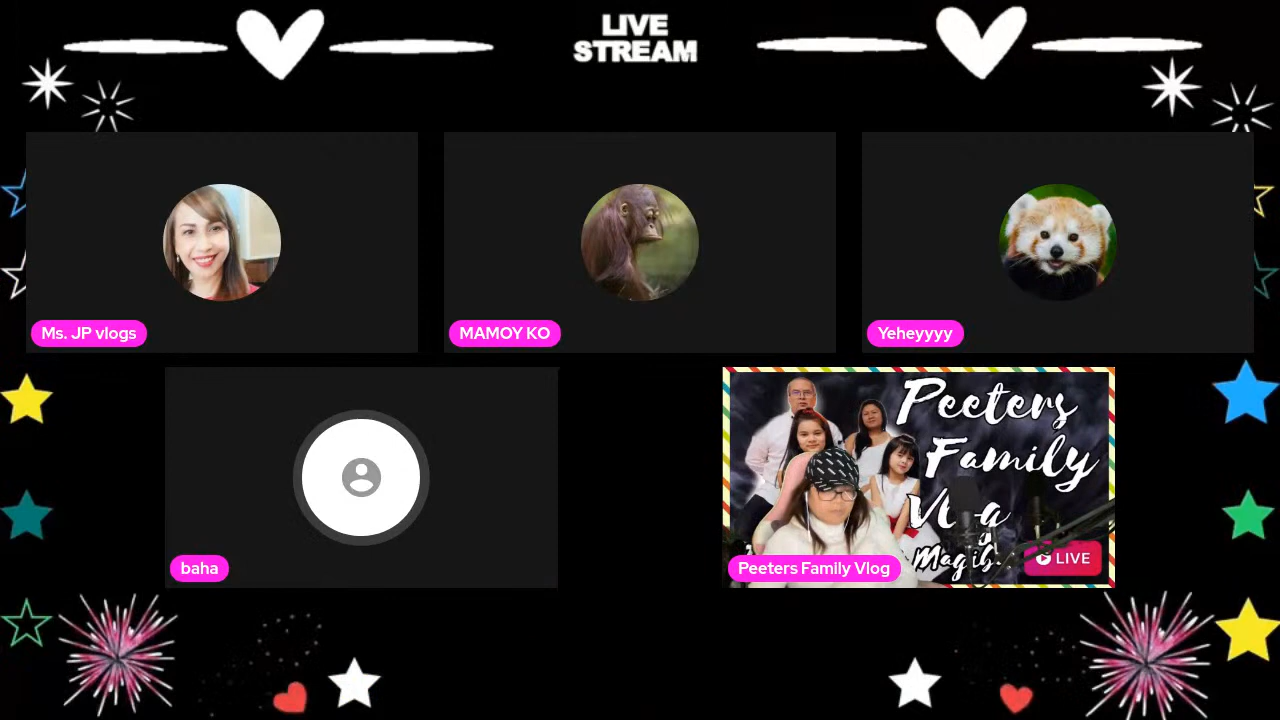 LIVE
STREAM
Ms. JP vlogs
MAMOY KO
Yeheyyyy
baha
Peeters
Family
LIVE
Peeters Family Vlog